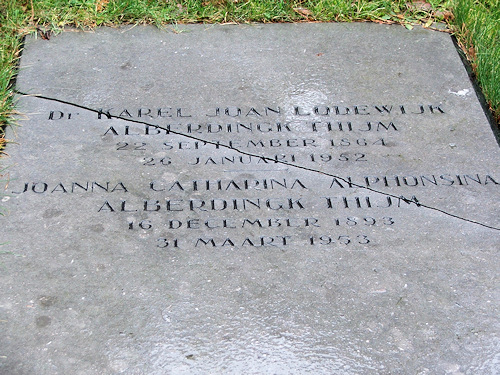 Dr KAREL JOAN LODEWIJK
ALBERDINGK THIJM
22 SEPTEMBER 1864
26 JANUARI 1952
JOANNA CATHARINA ALPHONSINA
ALBERDINGK THIJM
16 DECEMBER 1893
31 MAART 1953